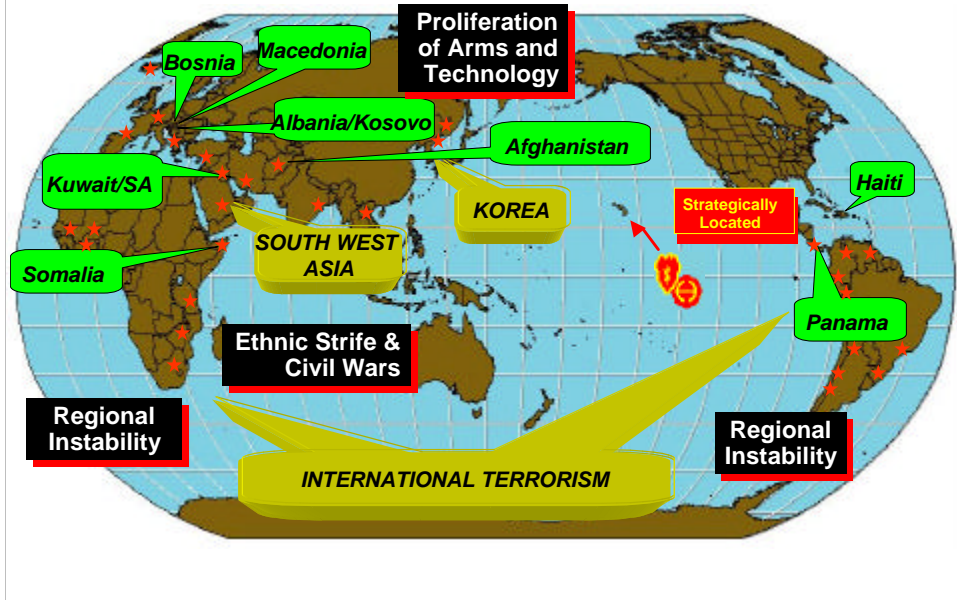 Proliferation
of Arms and
Technology
Macedonia
Bosnia
Albania/Kosovo
Afghanistan
Kuwait/SA
Haiti
KOREA
Strategically
Located
SOUTH WEST
ASIA
Somalia
Panama
Ethnic Strife &
Civil Wars
Regional
Instability
Regional
Instability
INTERNATIONAL TERRORISM